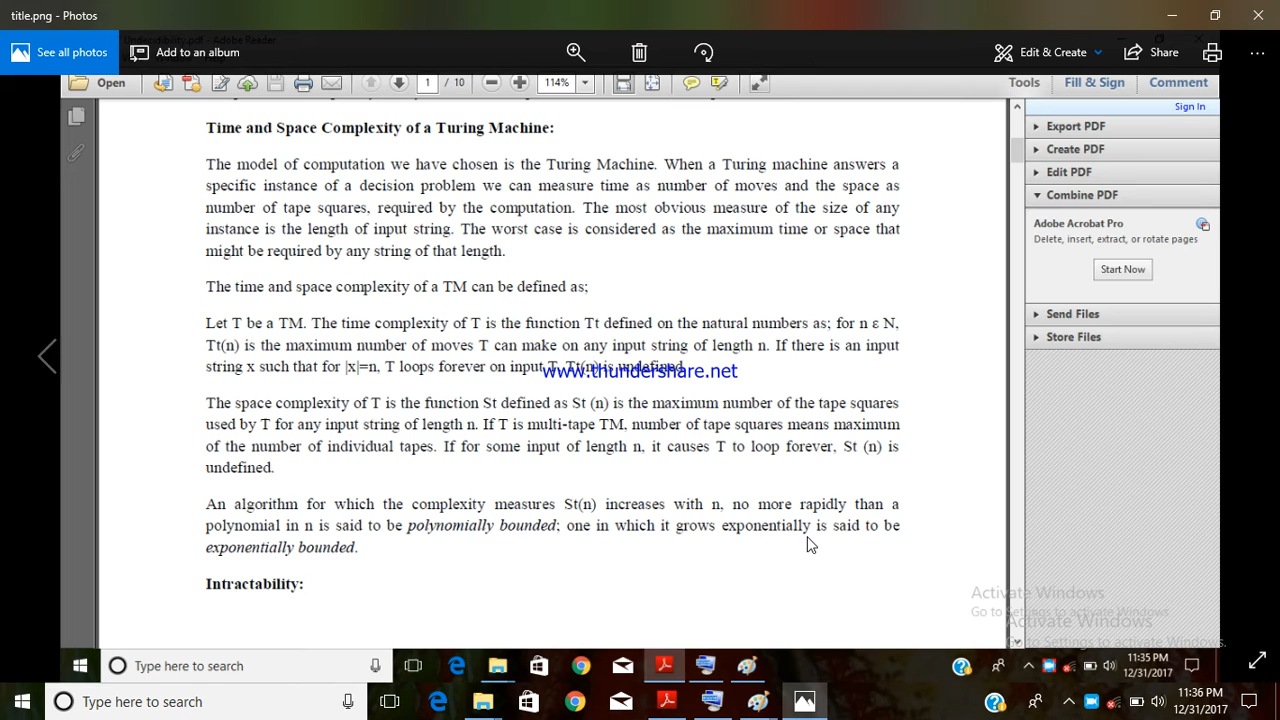 title.png - Photos
See all photos
Add to an album
Edit & Create
Share
Open
1 / 10
114%
Tools
Fill & Sign
Comment
Sign In
Time and Space Complexity of a Turing Machine:
The model of computation we have chosen is the Turing Machine. When a Turing machine answers a
specific instance of a decision problem we can measure time as number of moves and the space as
number of tape squares, required by the computation. The most obvious measure of the size of any
instance is the length of input string. The worst case is considered as the maximum time or space that
might be required by any string of that length.
The time and space complexity of a TM can be defined as;
Let T be a TM. The time complexity of T is the function Tt defined on the natural numbers as; for n ε N,
Tt(n) is the maximum number of moves T can make on any input string of length n. If there is an input
string x such that for |x|=n, T loops forever on input T, Tt(n) is undefined.
www.thundershare.net
The space complexity of T is the function St defined as St (n) is the maximum number of the tape squares
used by T for any input string of length n. If T is multi-tape TM, number of tape squares means maximum
of the number of individual tapes. If for some input of length n, it causes T to loop forever, St (n) is
undefined.
An algorithm for which the complexity measures St(n) increases with n, no more rapidly than a
polynomial in n is said to be polynomially bounded; one in which it grows exponentially is said to be
exponentially bounded.
Intractability:
Export PDF
Create PDF
Edit PDF
Combine PDF
Adobe Acrobat Pro
Delete, insert, extract, or rotate pages
Start Now
Send Files
Store Files
Activate Windows
Go to Settings to activate Windows.
Activate Windows
Go to Settings to activate Windows.
Type here to search
11:35 PM
12/31/2017
Type here to search
11:36 PM
12/31/2017